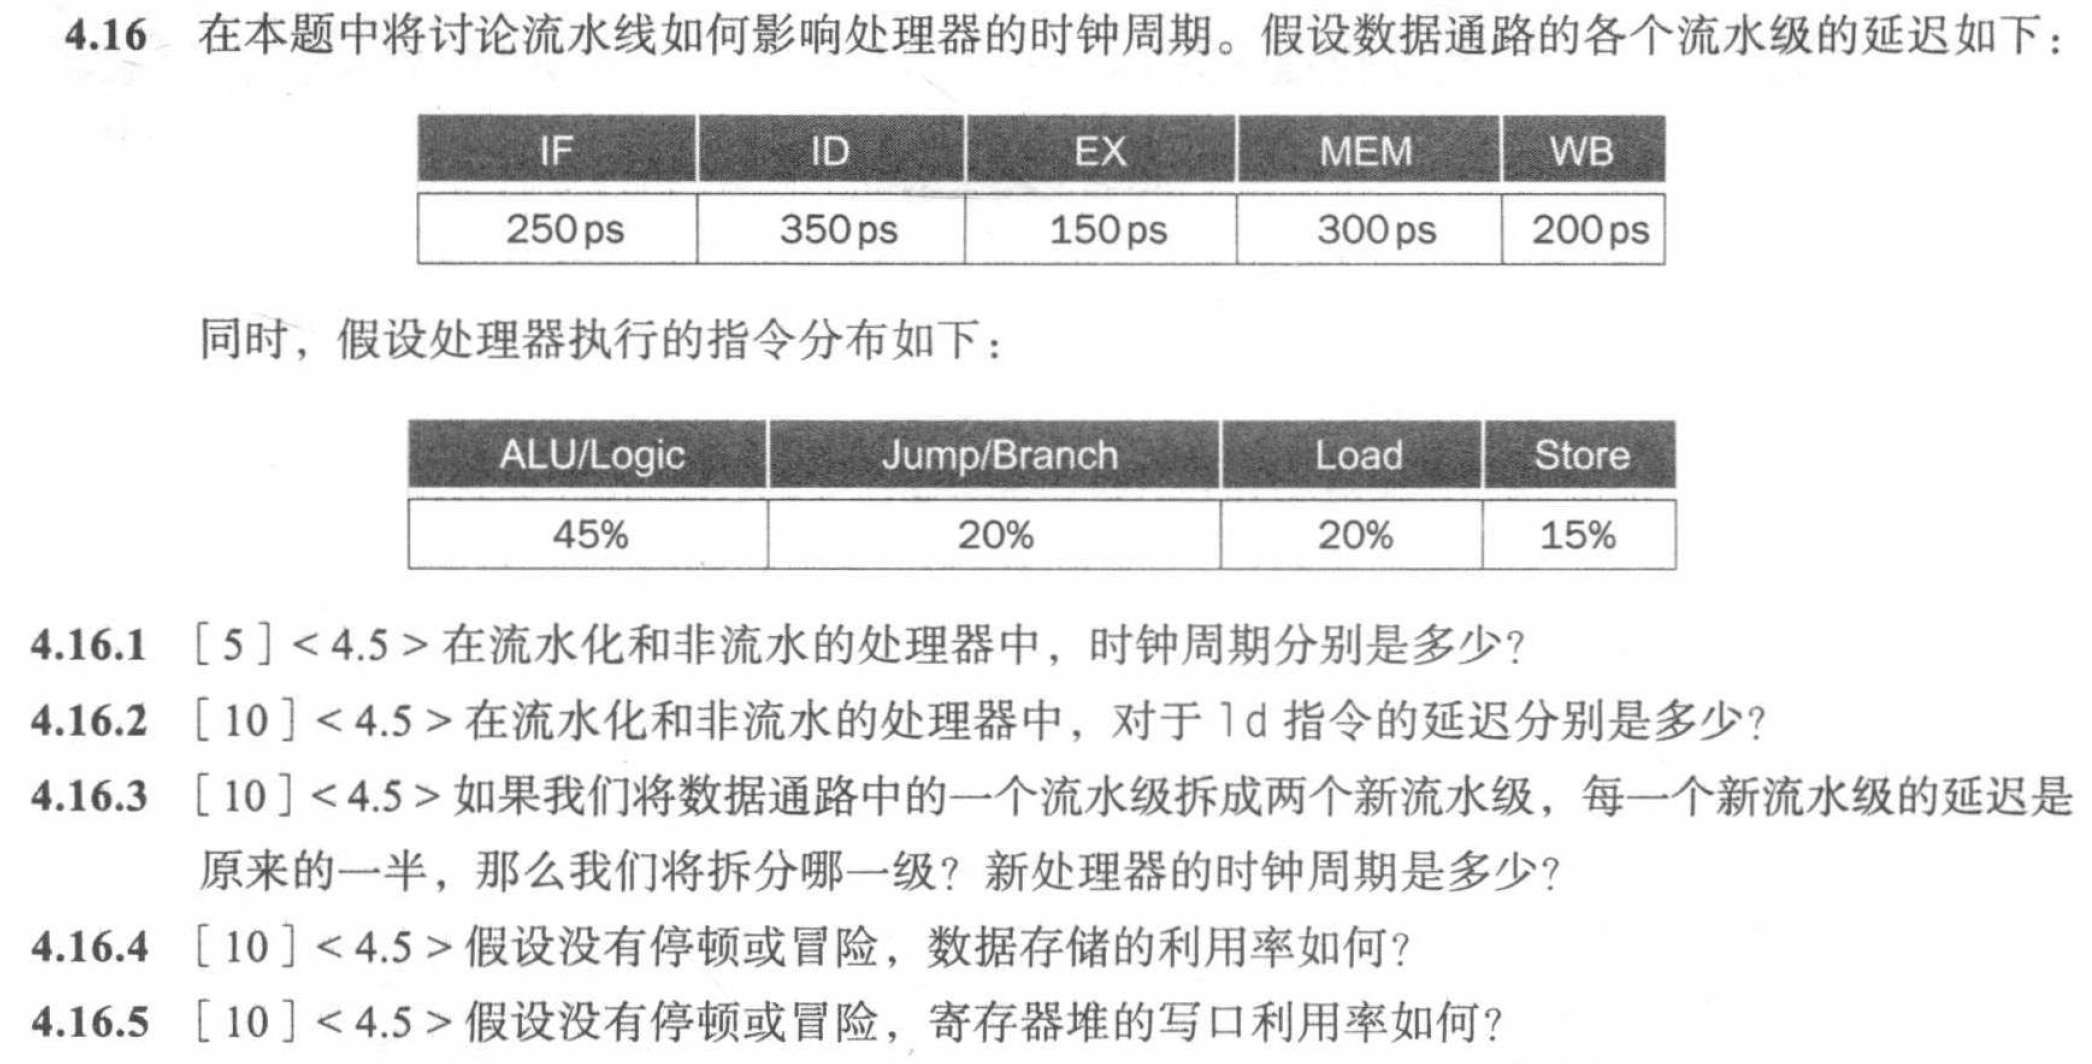 4.16 在本题中将讨论流水线如何影响处理器的时钟周期。假设数据通路的各个流水级的延迟如下：
IF ID EX MEM WB
250ps 350ps 150ps 300ps 200ps
同时，假设处理器执行的指令分布如下：
ALU/Logic Jump/Branch Load Store
45% 20% 20% 15%
4.16.1 ［5］<4.5>在流水化和非流水的处理器中，时钟周期分别是多少？
4.16.2 ［10］<4.5>在流水化和非流水的处理器中，对于ld指令的延迟分别是多少？
4.16.3 ［10］<4.5>如果我们将数据通路中的一个流水级拆成两个新流水级，每一个新流水级的延迟是
原来的一半，那么我们将拆分哪一级？新处理器的时钟周期是多少？
4.16.4 ［10］<4.5>假设没有停顿或冒险，数据存储的利用率如何？
4.16.5 ［10］<4.5>假设没有停顿或冒险，寄存器堆的写口利用率如何？